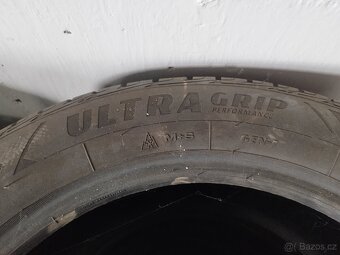 ULTRA GRIP
PERFORMANCE
M+S
© Bazos.cz